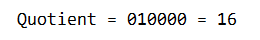 Quotient = 010000 = 16